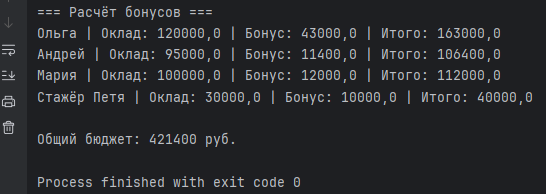 === Расчёт бонусов ===
Ольга | Оклад: 120000,0 | Бонус: 43000,0 | Итого: 163000,0
Андрей | Оклад: 95000,0 | Бонус: 11400,0 | Итого: 106400,0
Мария | Оклад: 100000,0 | Бонус: 12000,0 | Итого: 112000,0
Стажёр Петя | Оклад: 30000,0 | Бонус: 10000,0 | Итого: 40000,0
Общий бюджет: 421400 руб.
Process finished with exit code 0